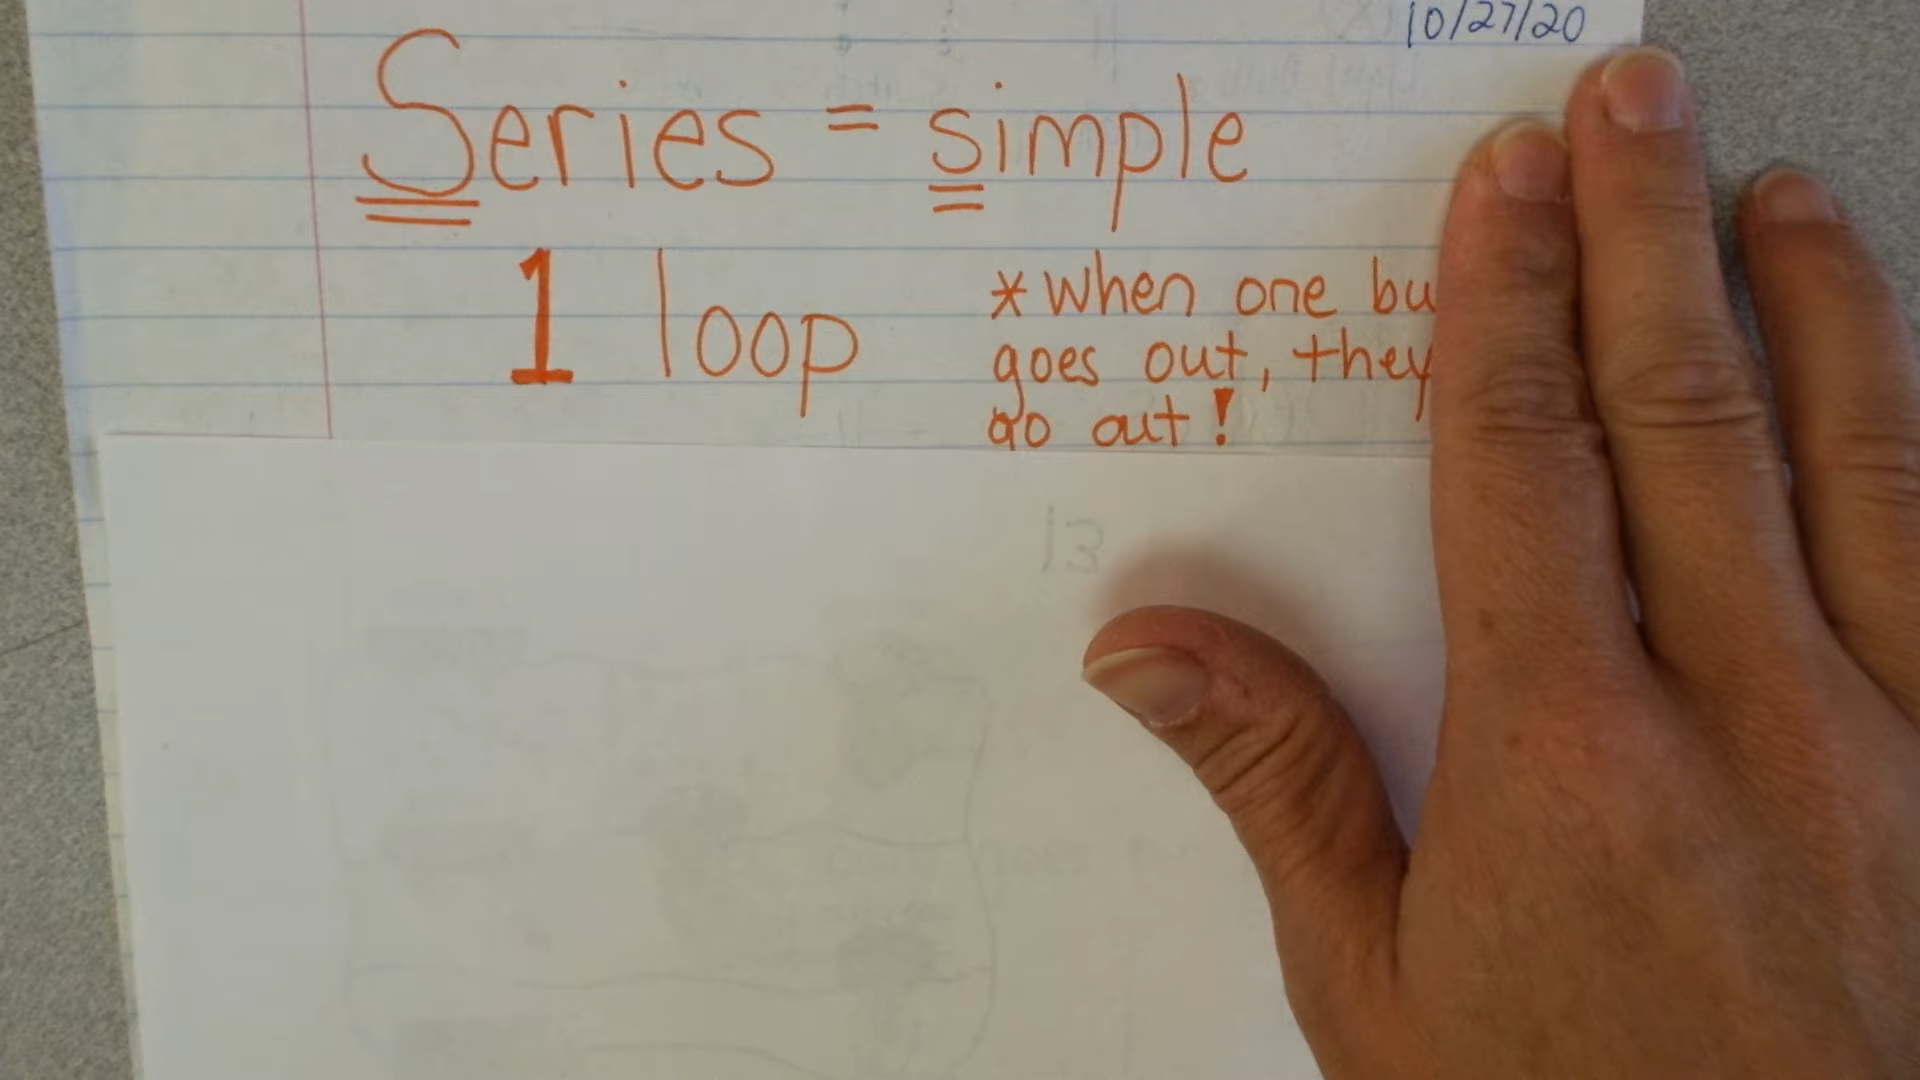 10/27/20
Series = simple
1 loop
*when one bu
goes out, they
go out!
13